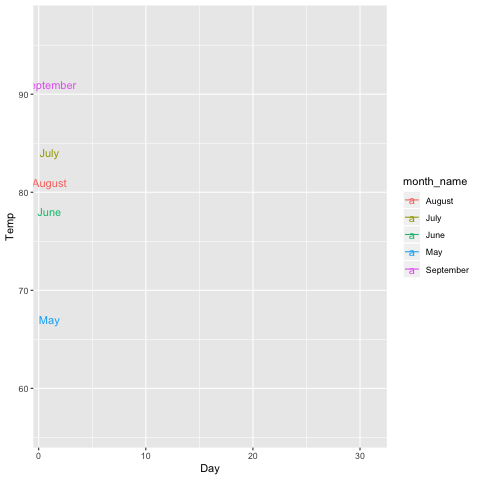 90
80
70
60
0
10
20
30
Temp
Day
eptember
July
August
June
May
month_name
a August
a July
a June
a May
a September